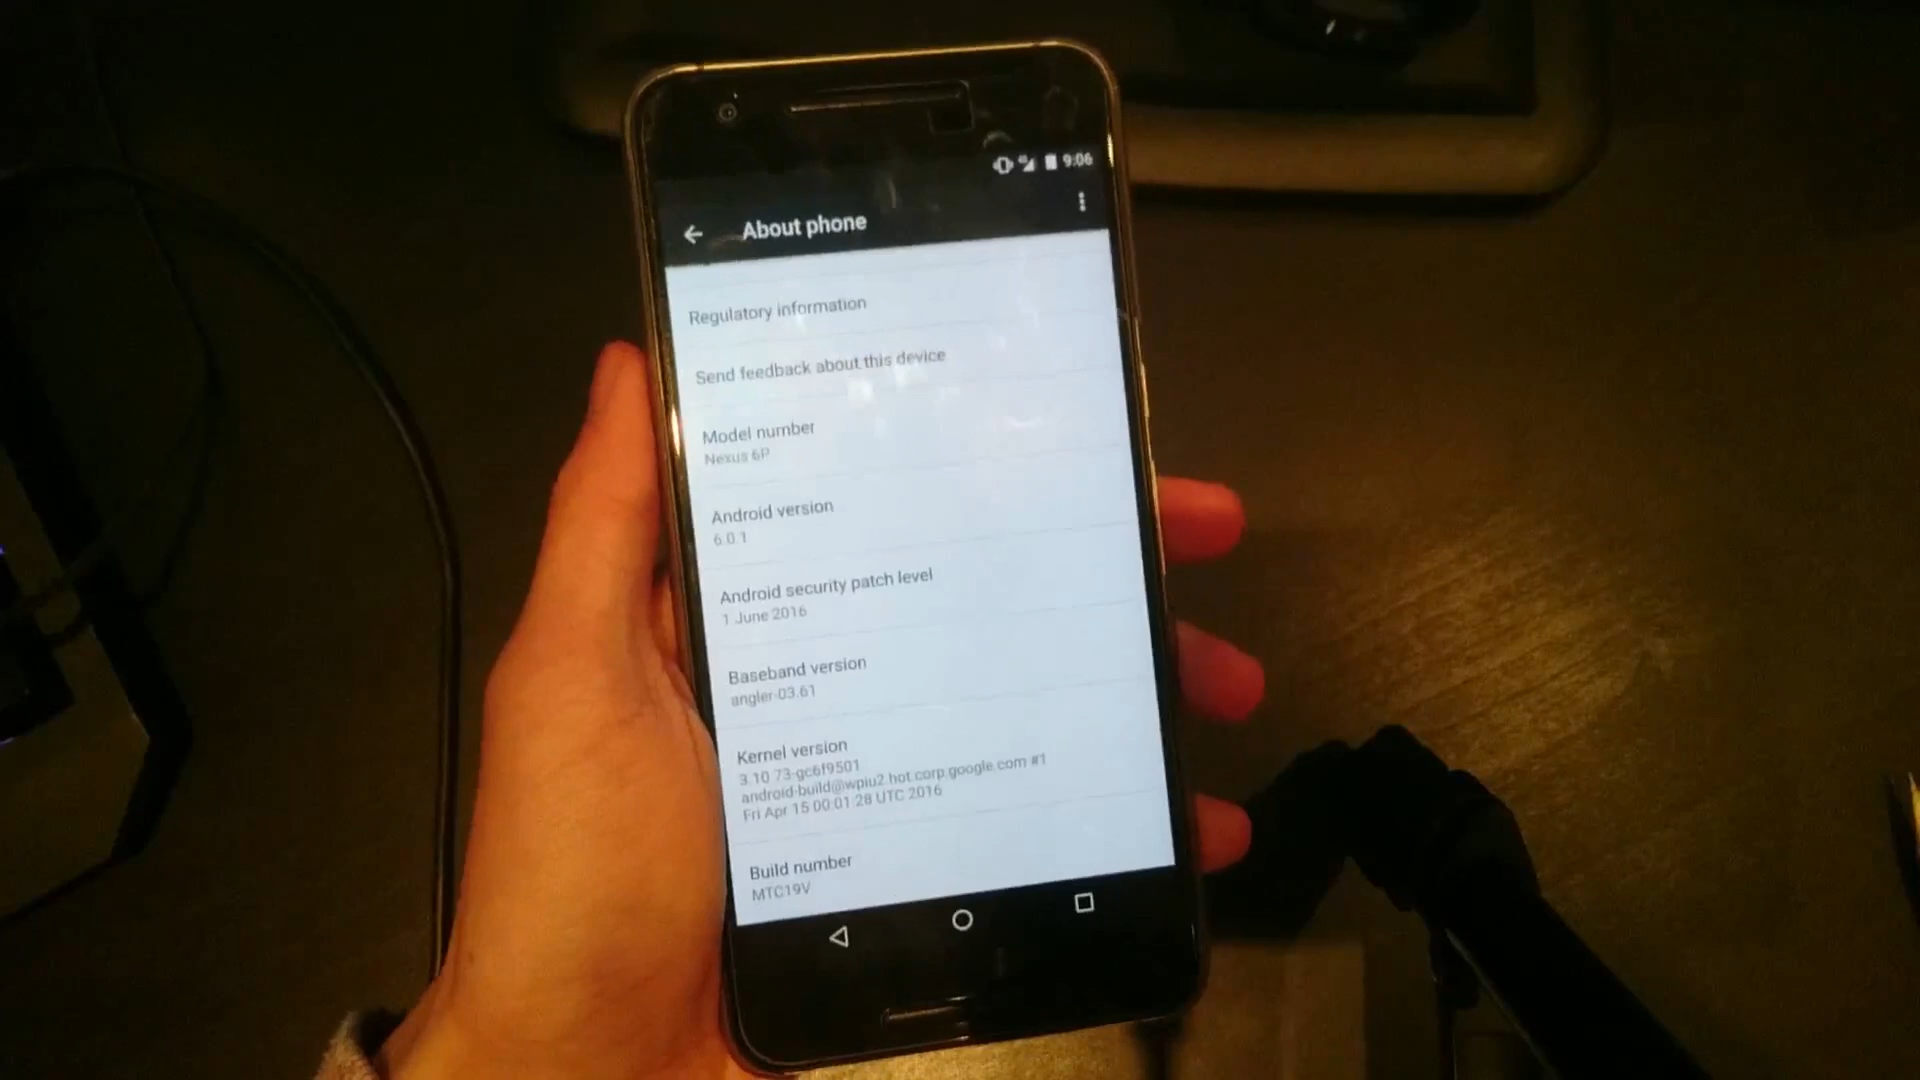 9:06
About phone
Regulatory information
Send feedback about this device
Model number
Nexus 6P
Android version
6.0.1
Android security patch level
1 June 2016
Baseband version
angler-03.61
Kernel version
3.10.73-gc6f9501
android-build@wpiu2.hot.corp.google.com #1
Fri Apr 15 00:01:28 UTC 2016
Build number
MTC19V